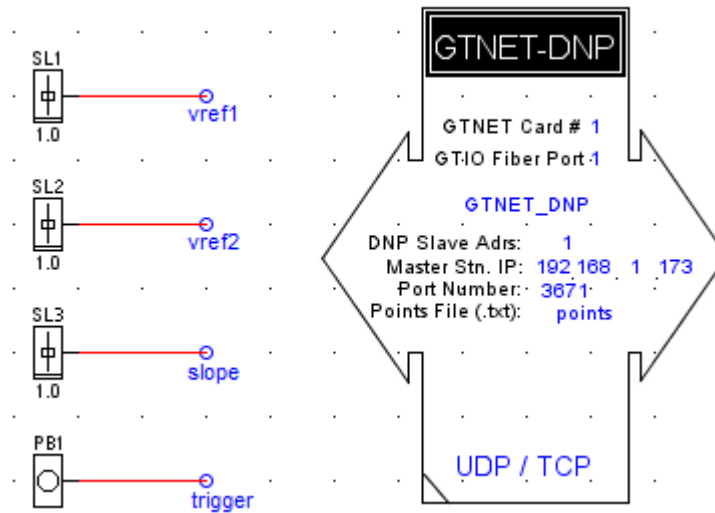 SL1
vref1
1.0
SL2
vref2
1.0
SL3
slope
1.0
PB1
trigger
GTNET-DNP
GTNET Card # 1
GTIO Fiber Port 1
GTNET_DNP
DNP Slave Adrs: 1
Master Stn. IP: 192 168 1 173
Port Number: 3671
Points File (.txt): points
UDP / TCP